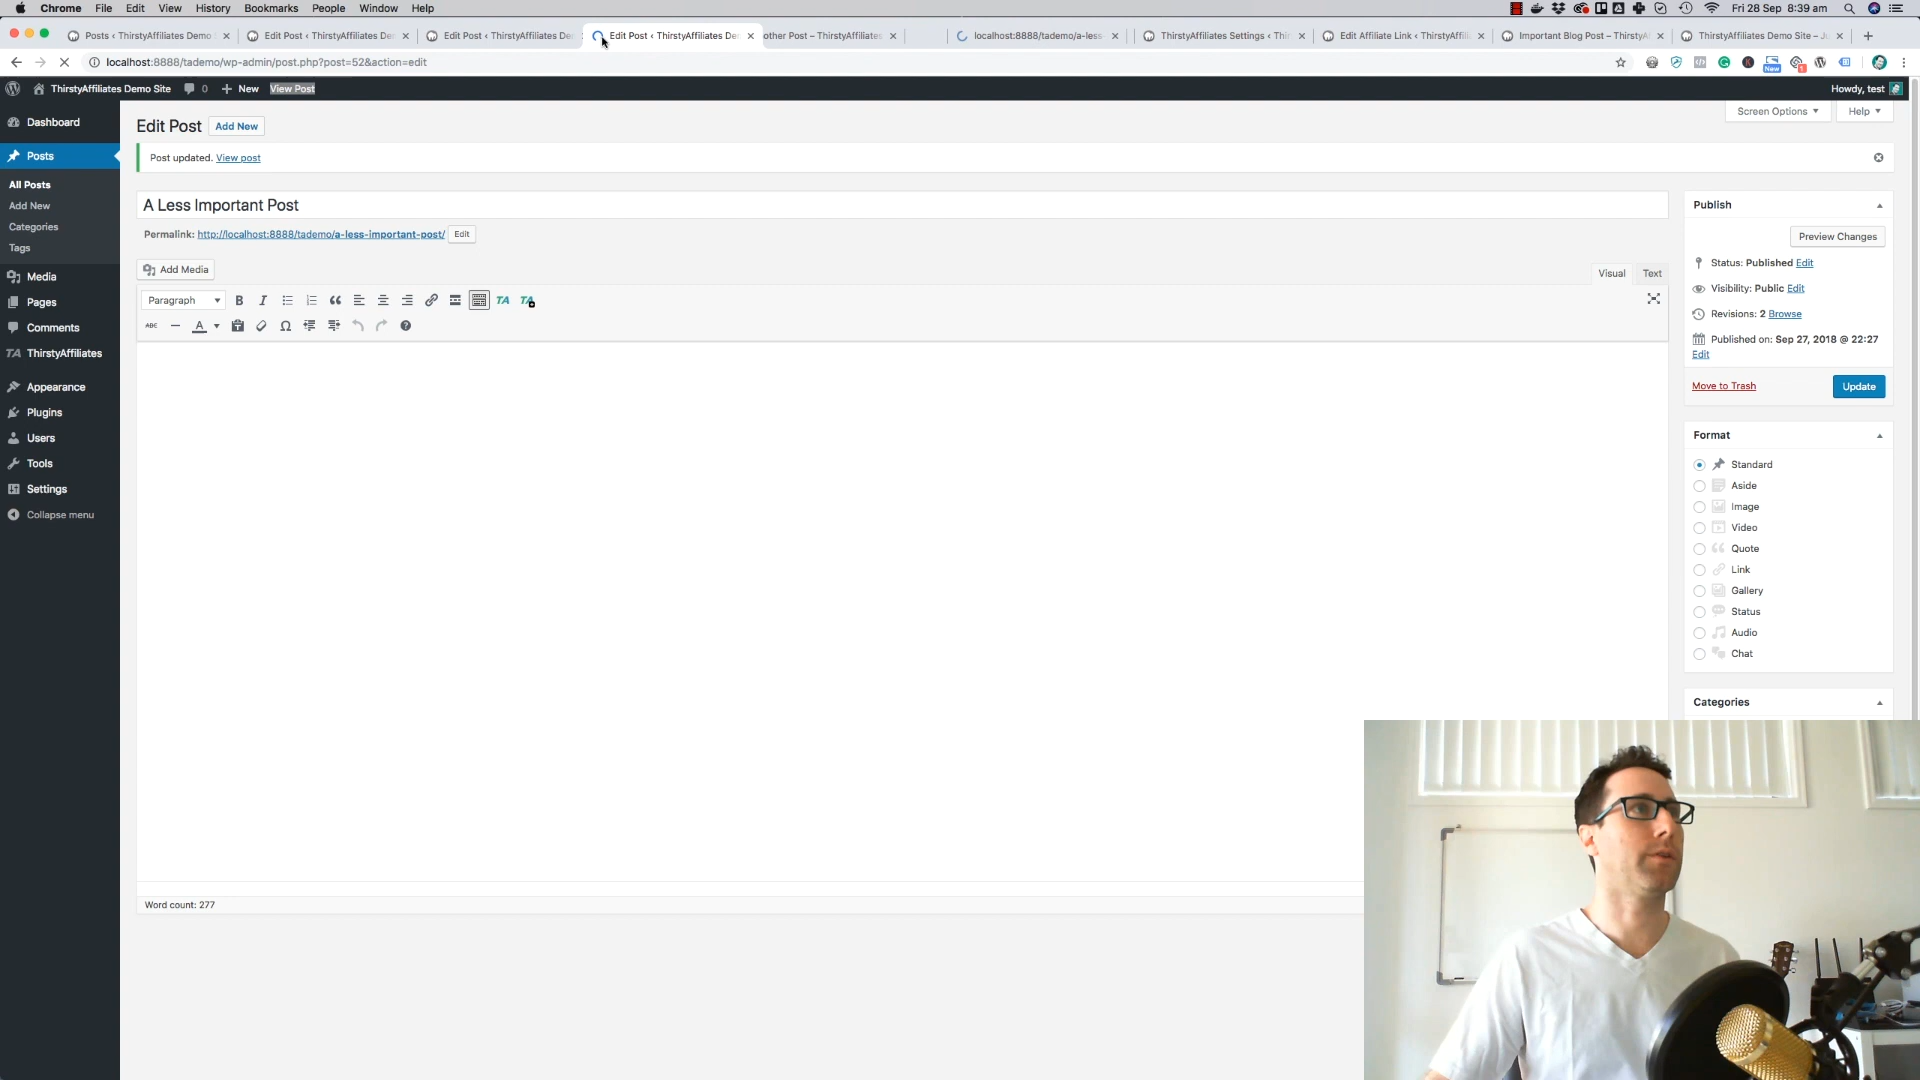 Chrome File Edit View History Bookmarks People Window Help
Fri 28 Sep 8:39 am
Posts ‹ ThirstyAffiliates Demo
Edit Post ‹ ThirstyAffiliates De
Edit Post ‹ ThirstyAffiliates De
Edit Post ‹ ThirstyAffiliates De
other Post – ThirstyAffiliates
localhost:8888/tademo/a-less-
ThirstyAffiliates Settings ‹ Thi
Edit Affiliate Link ‹ ThirstyAffil
Important Blog Post – ThirstyA
ThirstyAffiliates Demo Site –
localhost:8888/tademo/wp-admin/post.php?post=52&action=edit
New
ThirstyAffiliates Demo Site 0 New View Post
Howdy, test
Dashboard
Posts
All Posts
Add New
Categories
Tags
Media
Pages
Comments
TA ThirstyAffiliates
Appearance
Plugins
Users
Tools
Settings
Collapse menu
Screen Options
Help
Edit Post Add New
Post updated. View post
A Less Important Post
Permalink: http://localhost:8888/tademo/a-less-important-post/ Edit
Add Media
Visual Text
Paragraph B I TA TA
ABC A Ω
Word count: 277
Publish
Preview Changes
Status: Published Edit
Visibility: Public Edit
Revisions: 2 Browse
Published on: Sep 27, 2018 @ 22:27
Edit
Move to Trash Update
Format
Standard
Aside
Image
Video
Quote
Link
Gallery
Status
Audio
Chat
Categories